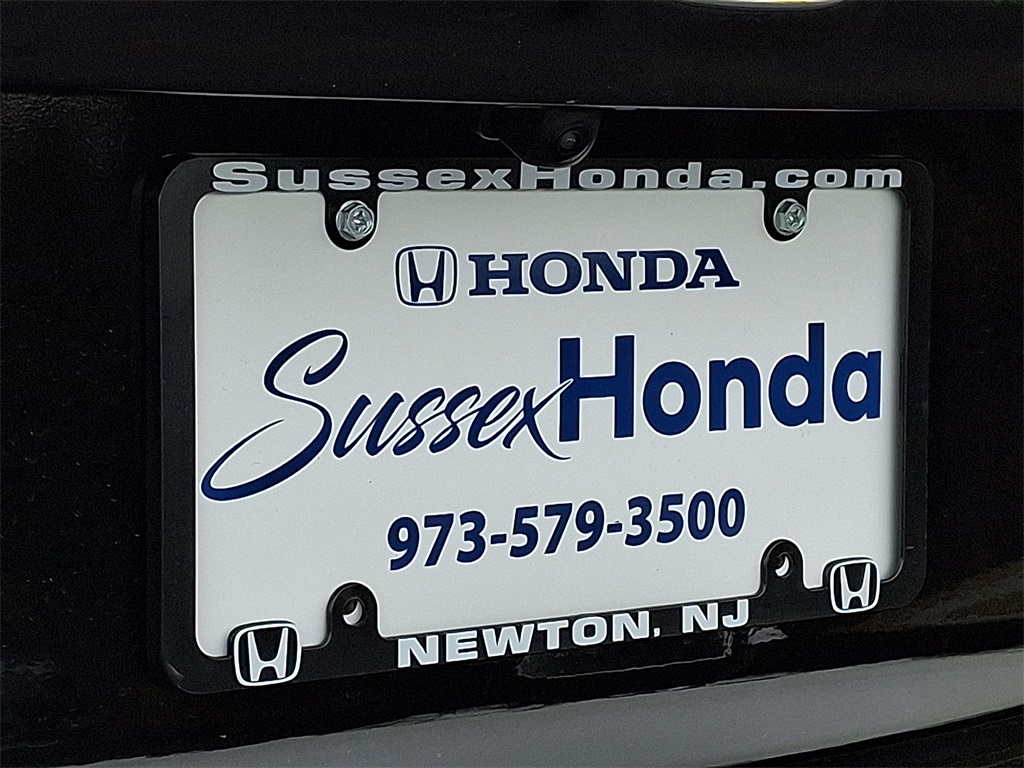 SussexHonda.com
HONDA
SussexHonda
973-579-3500
NEWTON, NJ